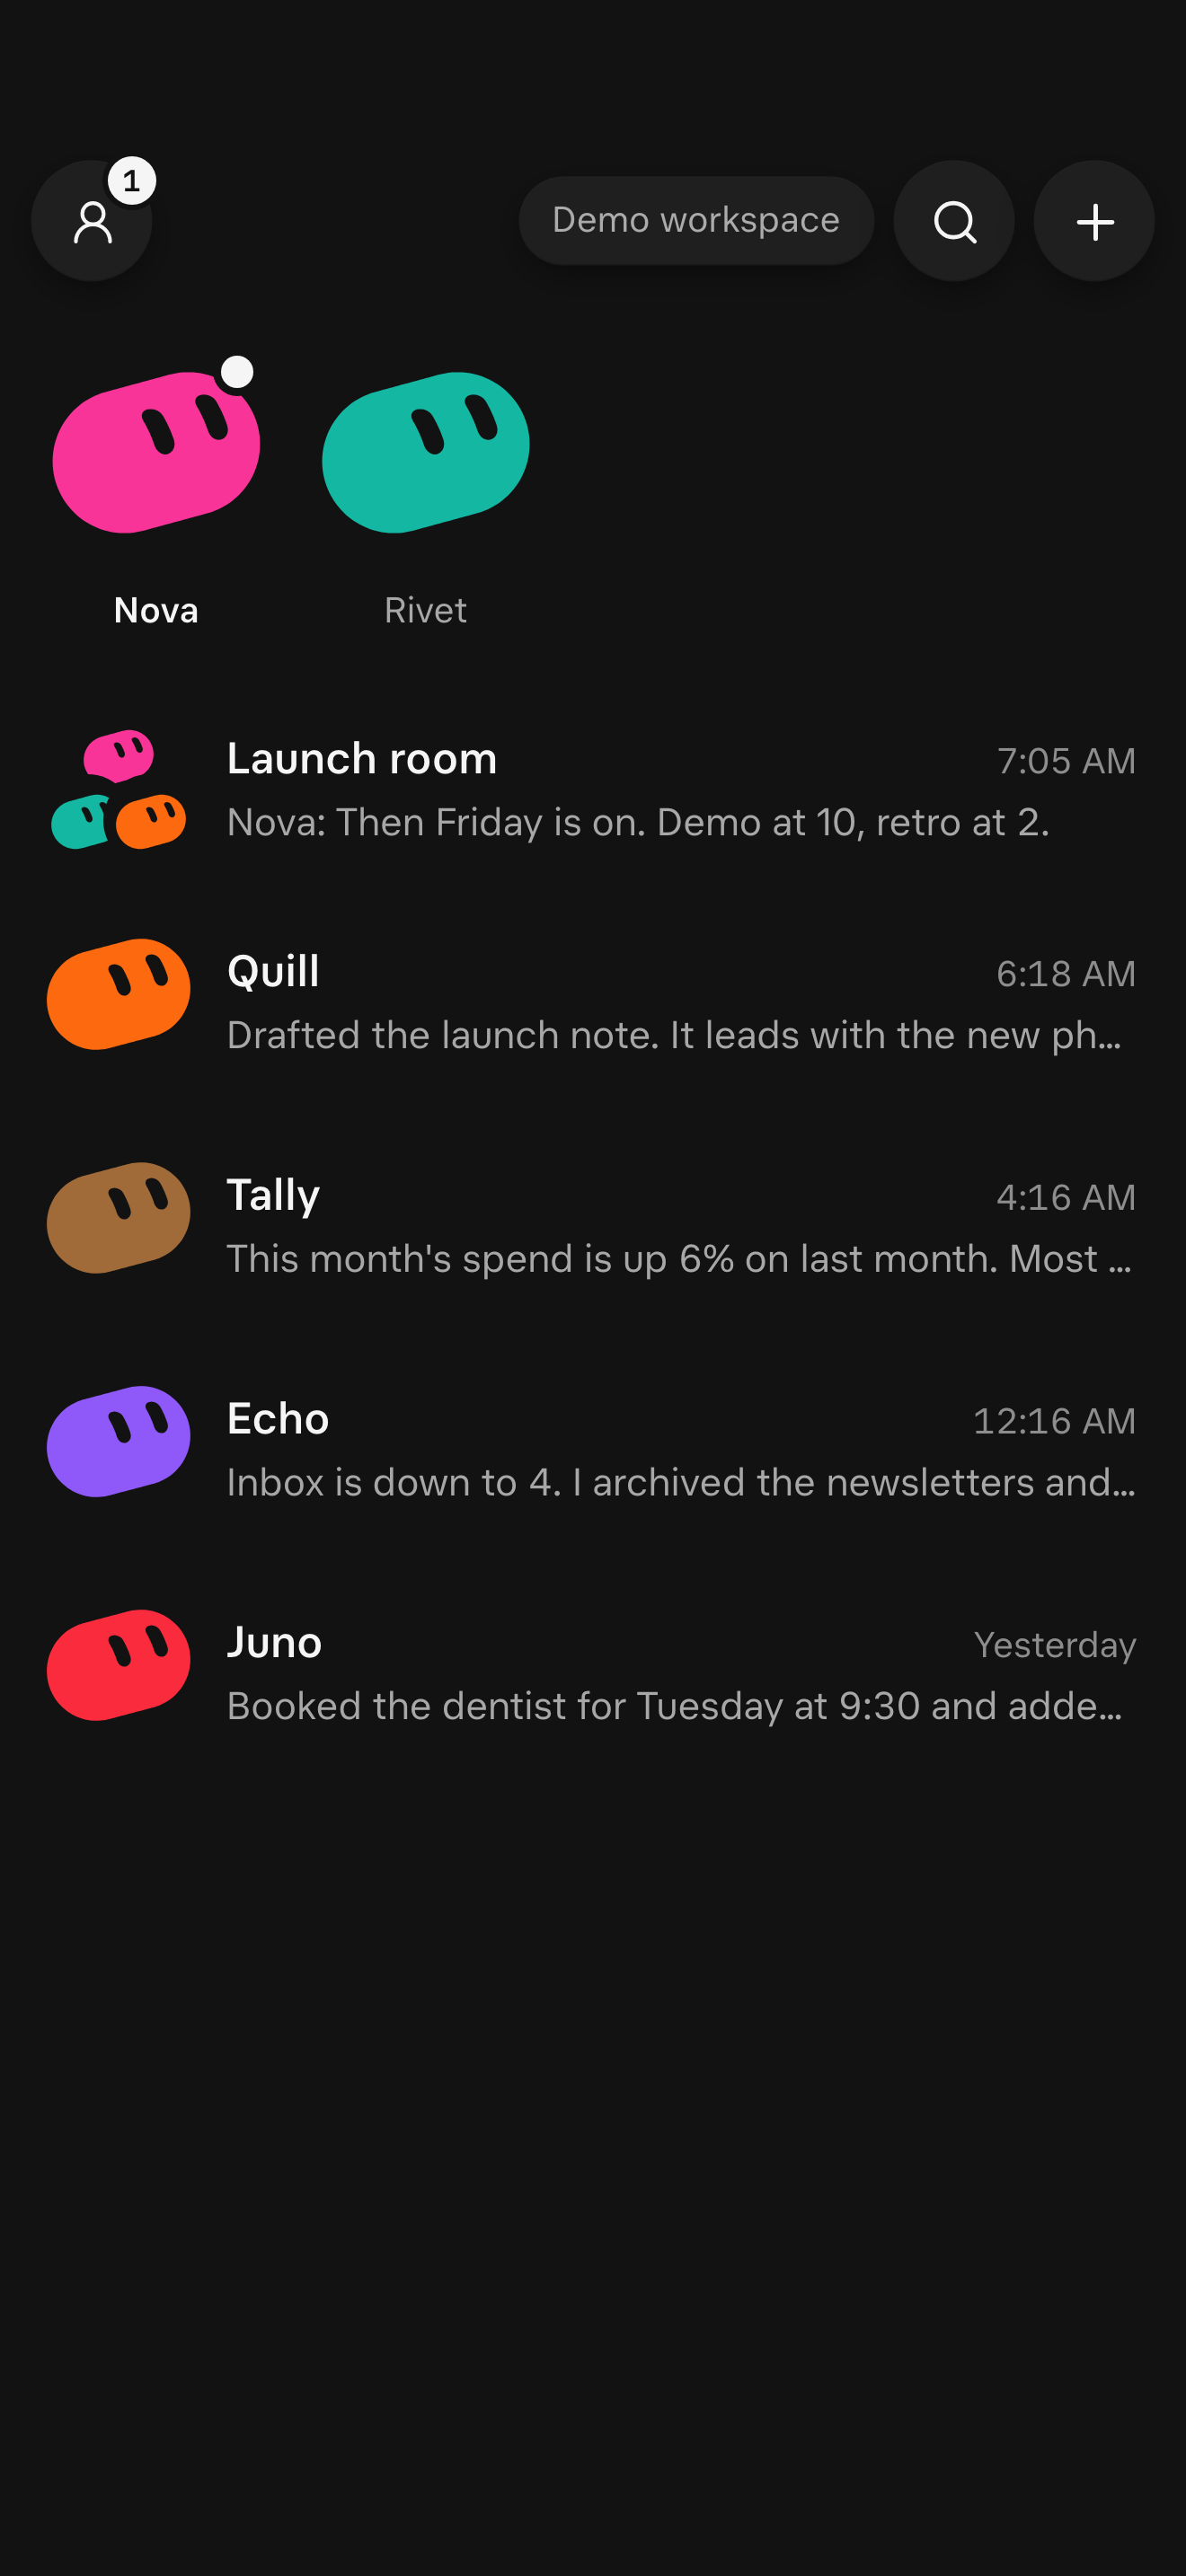 1
Demo workspace
Nova
Rivet
Launch room
7:05 AM
Nova: Then Friday is on. Demo at 10, retro at 2.
Quill
6:18 AM
Drafted the launch note. It leads with the new ph...
Tally
4:16 AM
This month's spend is up 6% on last month. Most ...
Echo
12:16 AM
Inbox is down to 4. I archived the newsletters and...
Juno
Yesterday
Booked the dentist for Tuesday at 9:30 and adde...